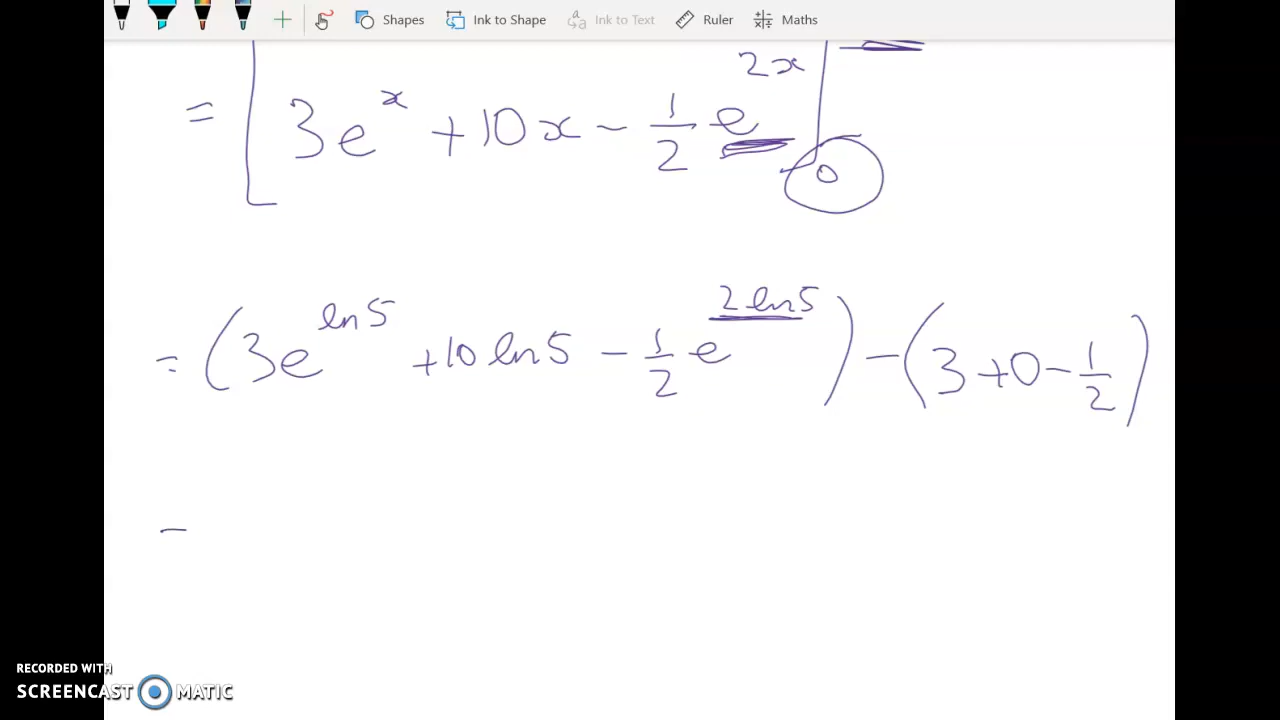 Shapes Ink to Shape Ink to Text Ruler Maths
= [3e^x + 10x - 1/2 e^2x]_0
= (3e^ln5 + 10 ln5 - 1/2 e^2ln5) - (3 + 0 - 1/2)
-
RECORDED WITH
SCREENCAST MATIC